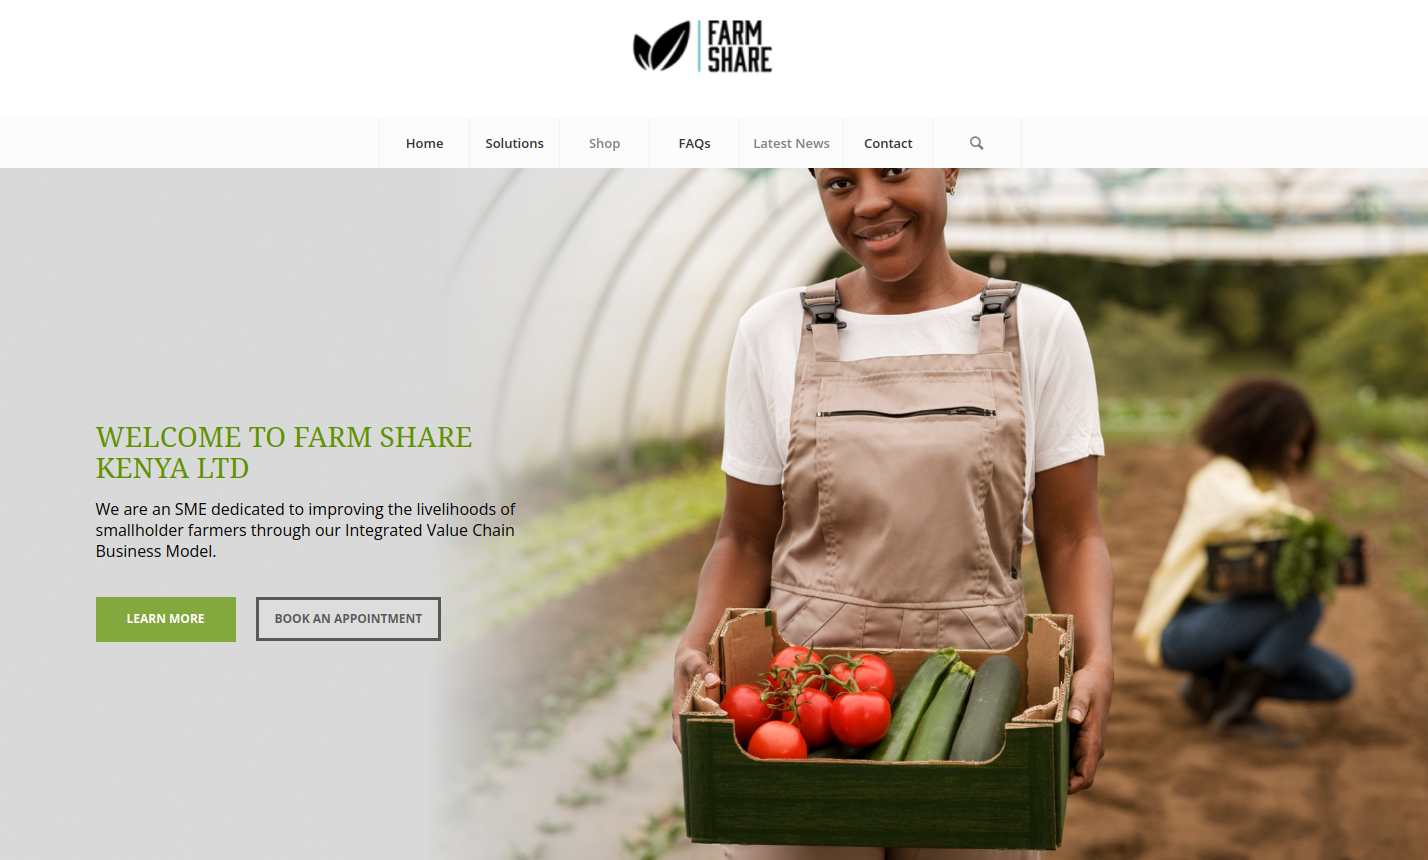 FARM
SHARE
Home
Solutions
Shop
FAQs
Latest News
Contact
WELCOME TO FARM SHARE
KENYA LTD
We are an SME dedicated to improving the livelihoods of
smallholder farmers through our Integrated Value Chain
Business Model.
LEARN MORE
BOOK AN APPOINTMENT